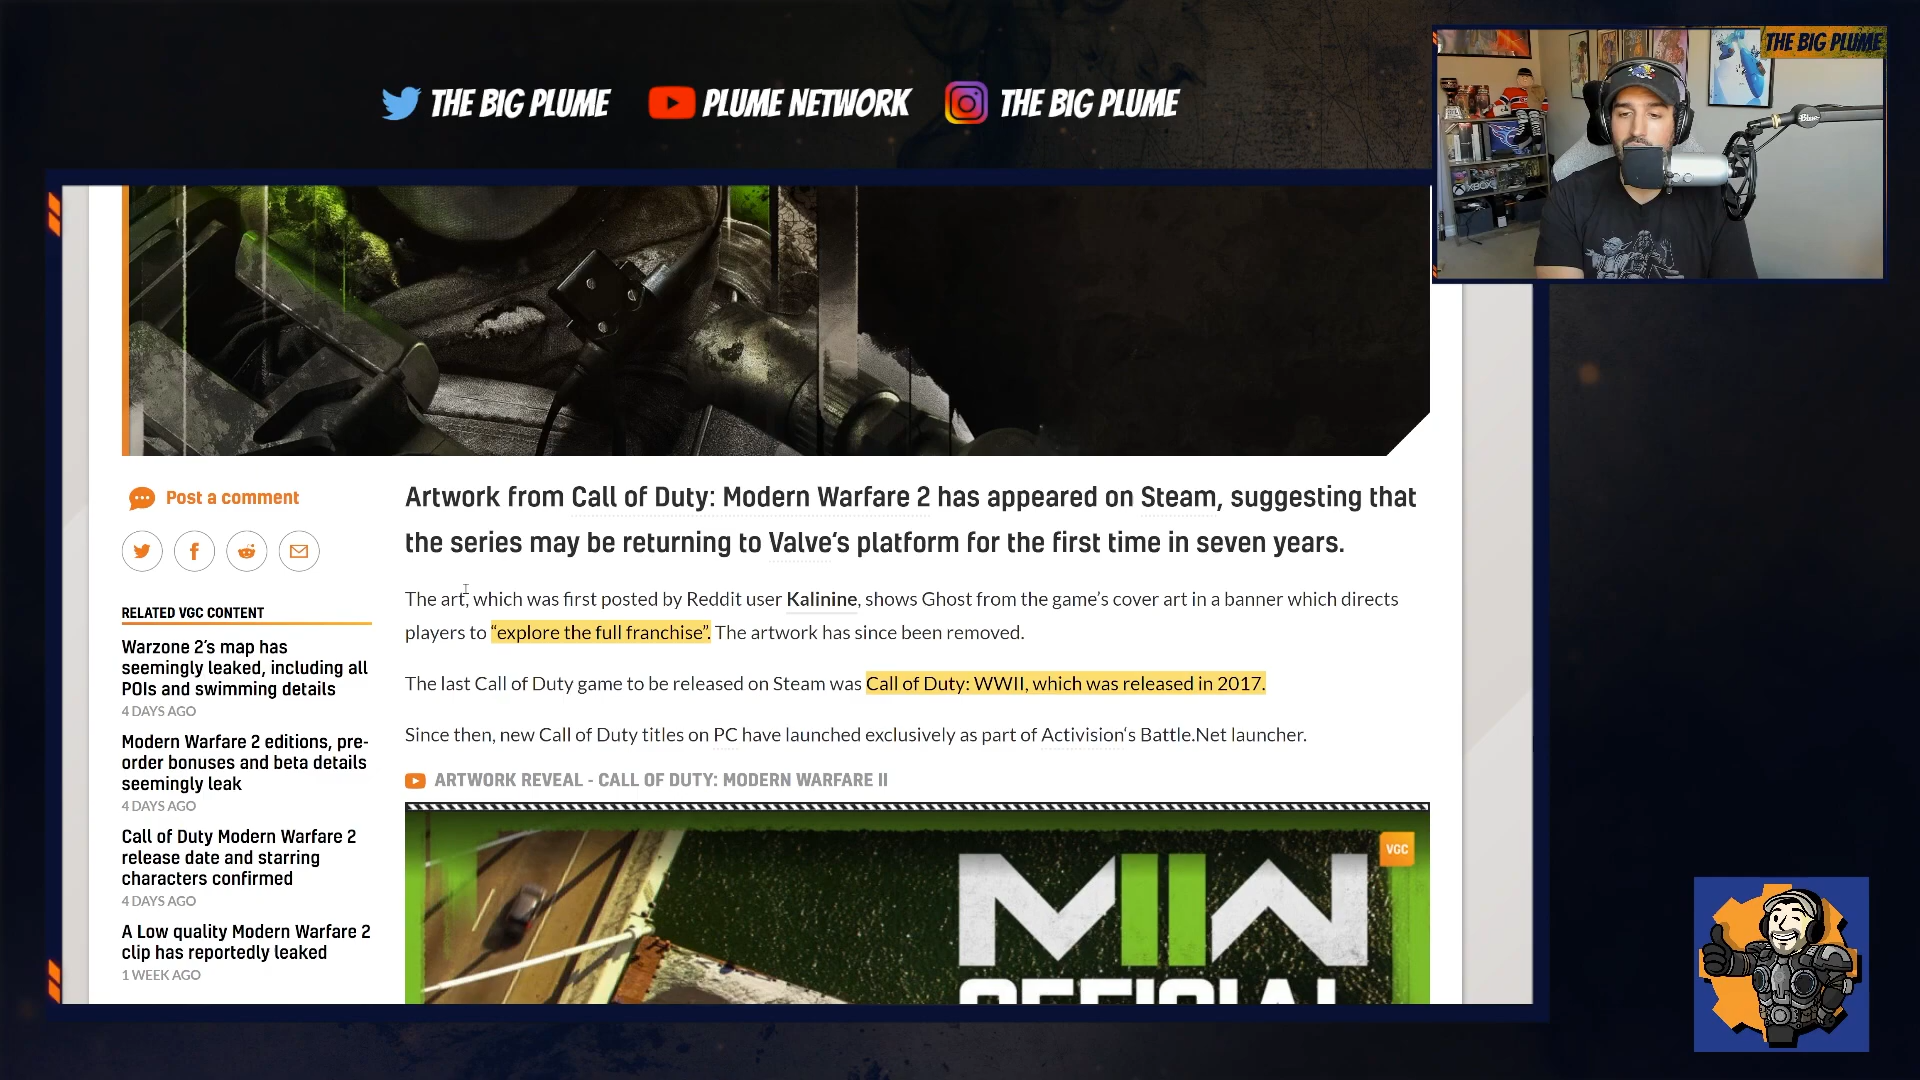 THE BIG PLUME
PLUME NETWORK
THE BIG PLUME
THE BIG PLUME
Blue
XBOX
Post a comment
RELATED VGC CONTENT
Warzone 2's map has
seemingly leaked, including all
POIs and swimming details
4 DAYS AGO
Modern Warfare 2 editions, pre-
order bonuses and beta details
seemingly leak
4 DAYS AGO
Call of Duty Modern Warfare 2
release date and starring
characters confirmed
4 DAYS AGO
A Low quality Modern Warfare 2
clip has reportedly leaked
1 WEEK AGO
Artwork from Call of Duty: Modern Warfare 2 has appeared on Steam, suggesting that
the series may be returning to Valve's platform for the first time in seven years.
The art, which was first posted by Reddit user Kalinine, shows Ghost from the game's cover art in a banner which directs
players to “explore the full franchise”. The artwork has since been removed.
The last Call of Duty game to be released on Steam was Call of Duty: WWII, which was released in 2017.
Since then, new Call of Duty titles on PC have launched exclusively as part of Activision‘s Battle.Net launcher.
ARTWORK REVEAL - CALL OF DUTY: MODERN WARFARE II
VGC
MIIW
OFFICIAL